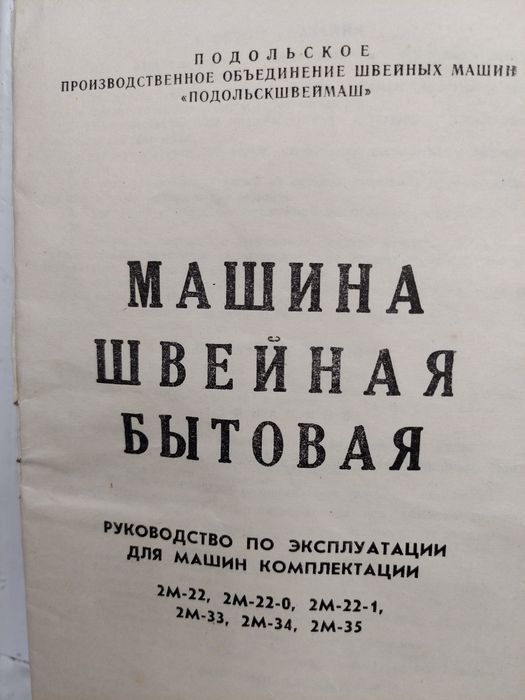 ПОДОЛЬСКОЕ
ПРОИЗВОДСТВЕННОЕ ОБЪЕДИНЕНИЕ ШВЕЙНЫХ МАШИН
«ПОДОЛЬСКШВЕЙМАШ»
МАШИНА
ШВЕЙНАЯ
БЫТОВАЯ
РУКОВОДСТВО ПО ЭКСПЛУАТАЦИИ
ДЛЯ МАШИН КОМПЛЕКТАЦИИ
2М-22, 2М-22-0, 2М-22-1,
2М-33, 2М-34, 2М-35